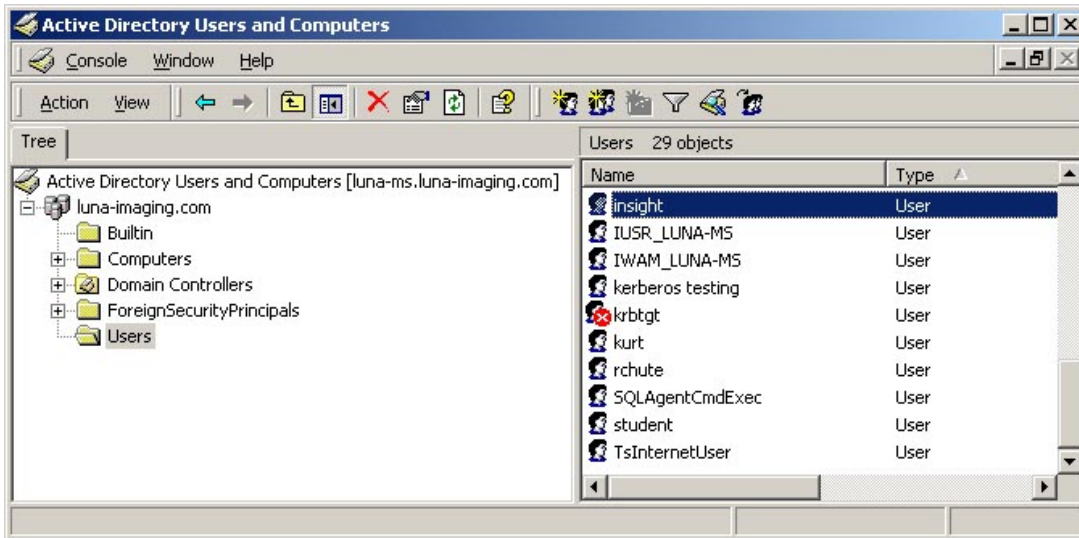 Active Directory Users and Computers
Console Window Help
Action View
Tree
Users 29 objects
Active Directory Users and Computers [luna-ms.luna-imaging.com]
luna-imaging.com
Builtin
Computers
Domain Controllers
ForeignSecurityPrincipals
Users
Name Type
insight User
IUSR_LUNA-MS User
IWAM_LUNA-MS User
kerberos testing User
krbtgt User
kurt User
rchute User
SQLAgentCmdExec User
student User
TsInternetUser User